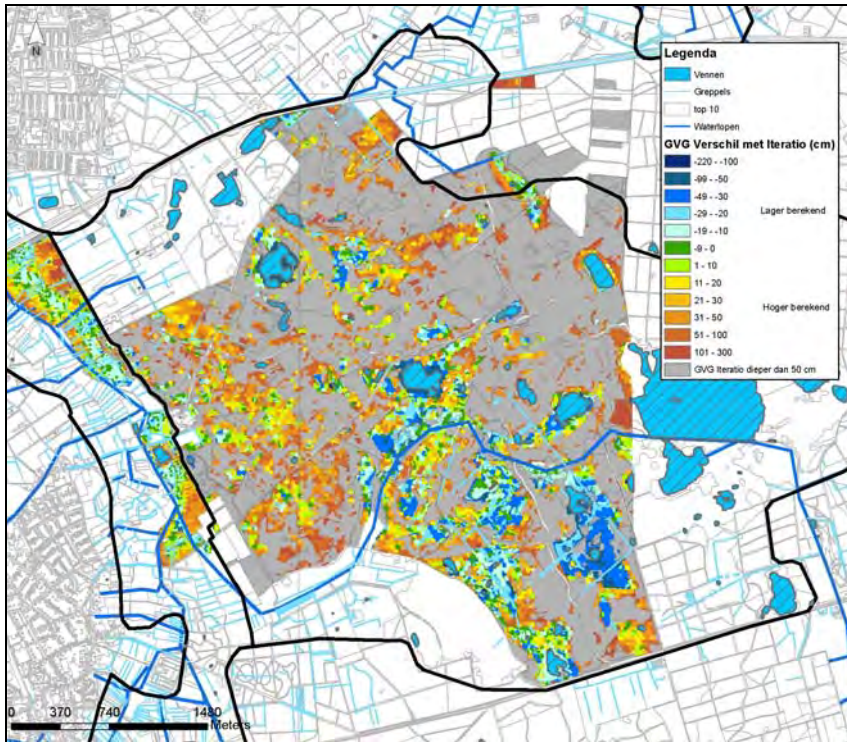 N
Legenda
Vennen
Greppels
top 10
Waterlopen
GVG Verschil met Iteratio (cm)
-220 - -100
-99 - -50
-49 - -30
-29 - -20
-19 - -10
-9 - 0
1 - 10
11 - 20
21 - 30
31 - 50
51 - 100
101 - 300
GVG Iteratio dieper dan 50 cm
Lager berekend
Hoger berekend
0 370 740 1480
Meters